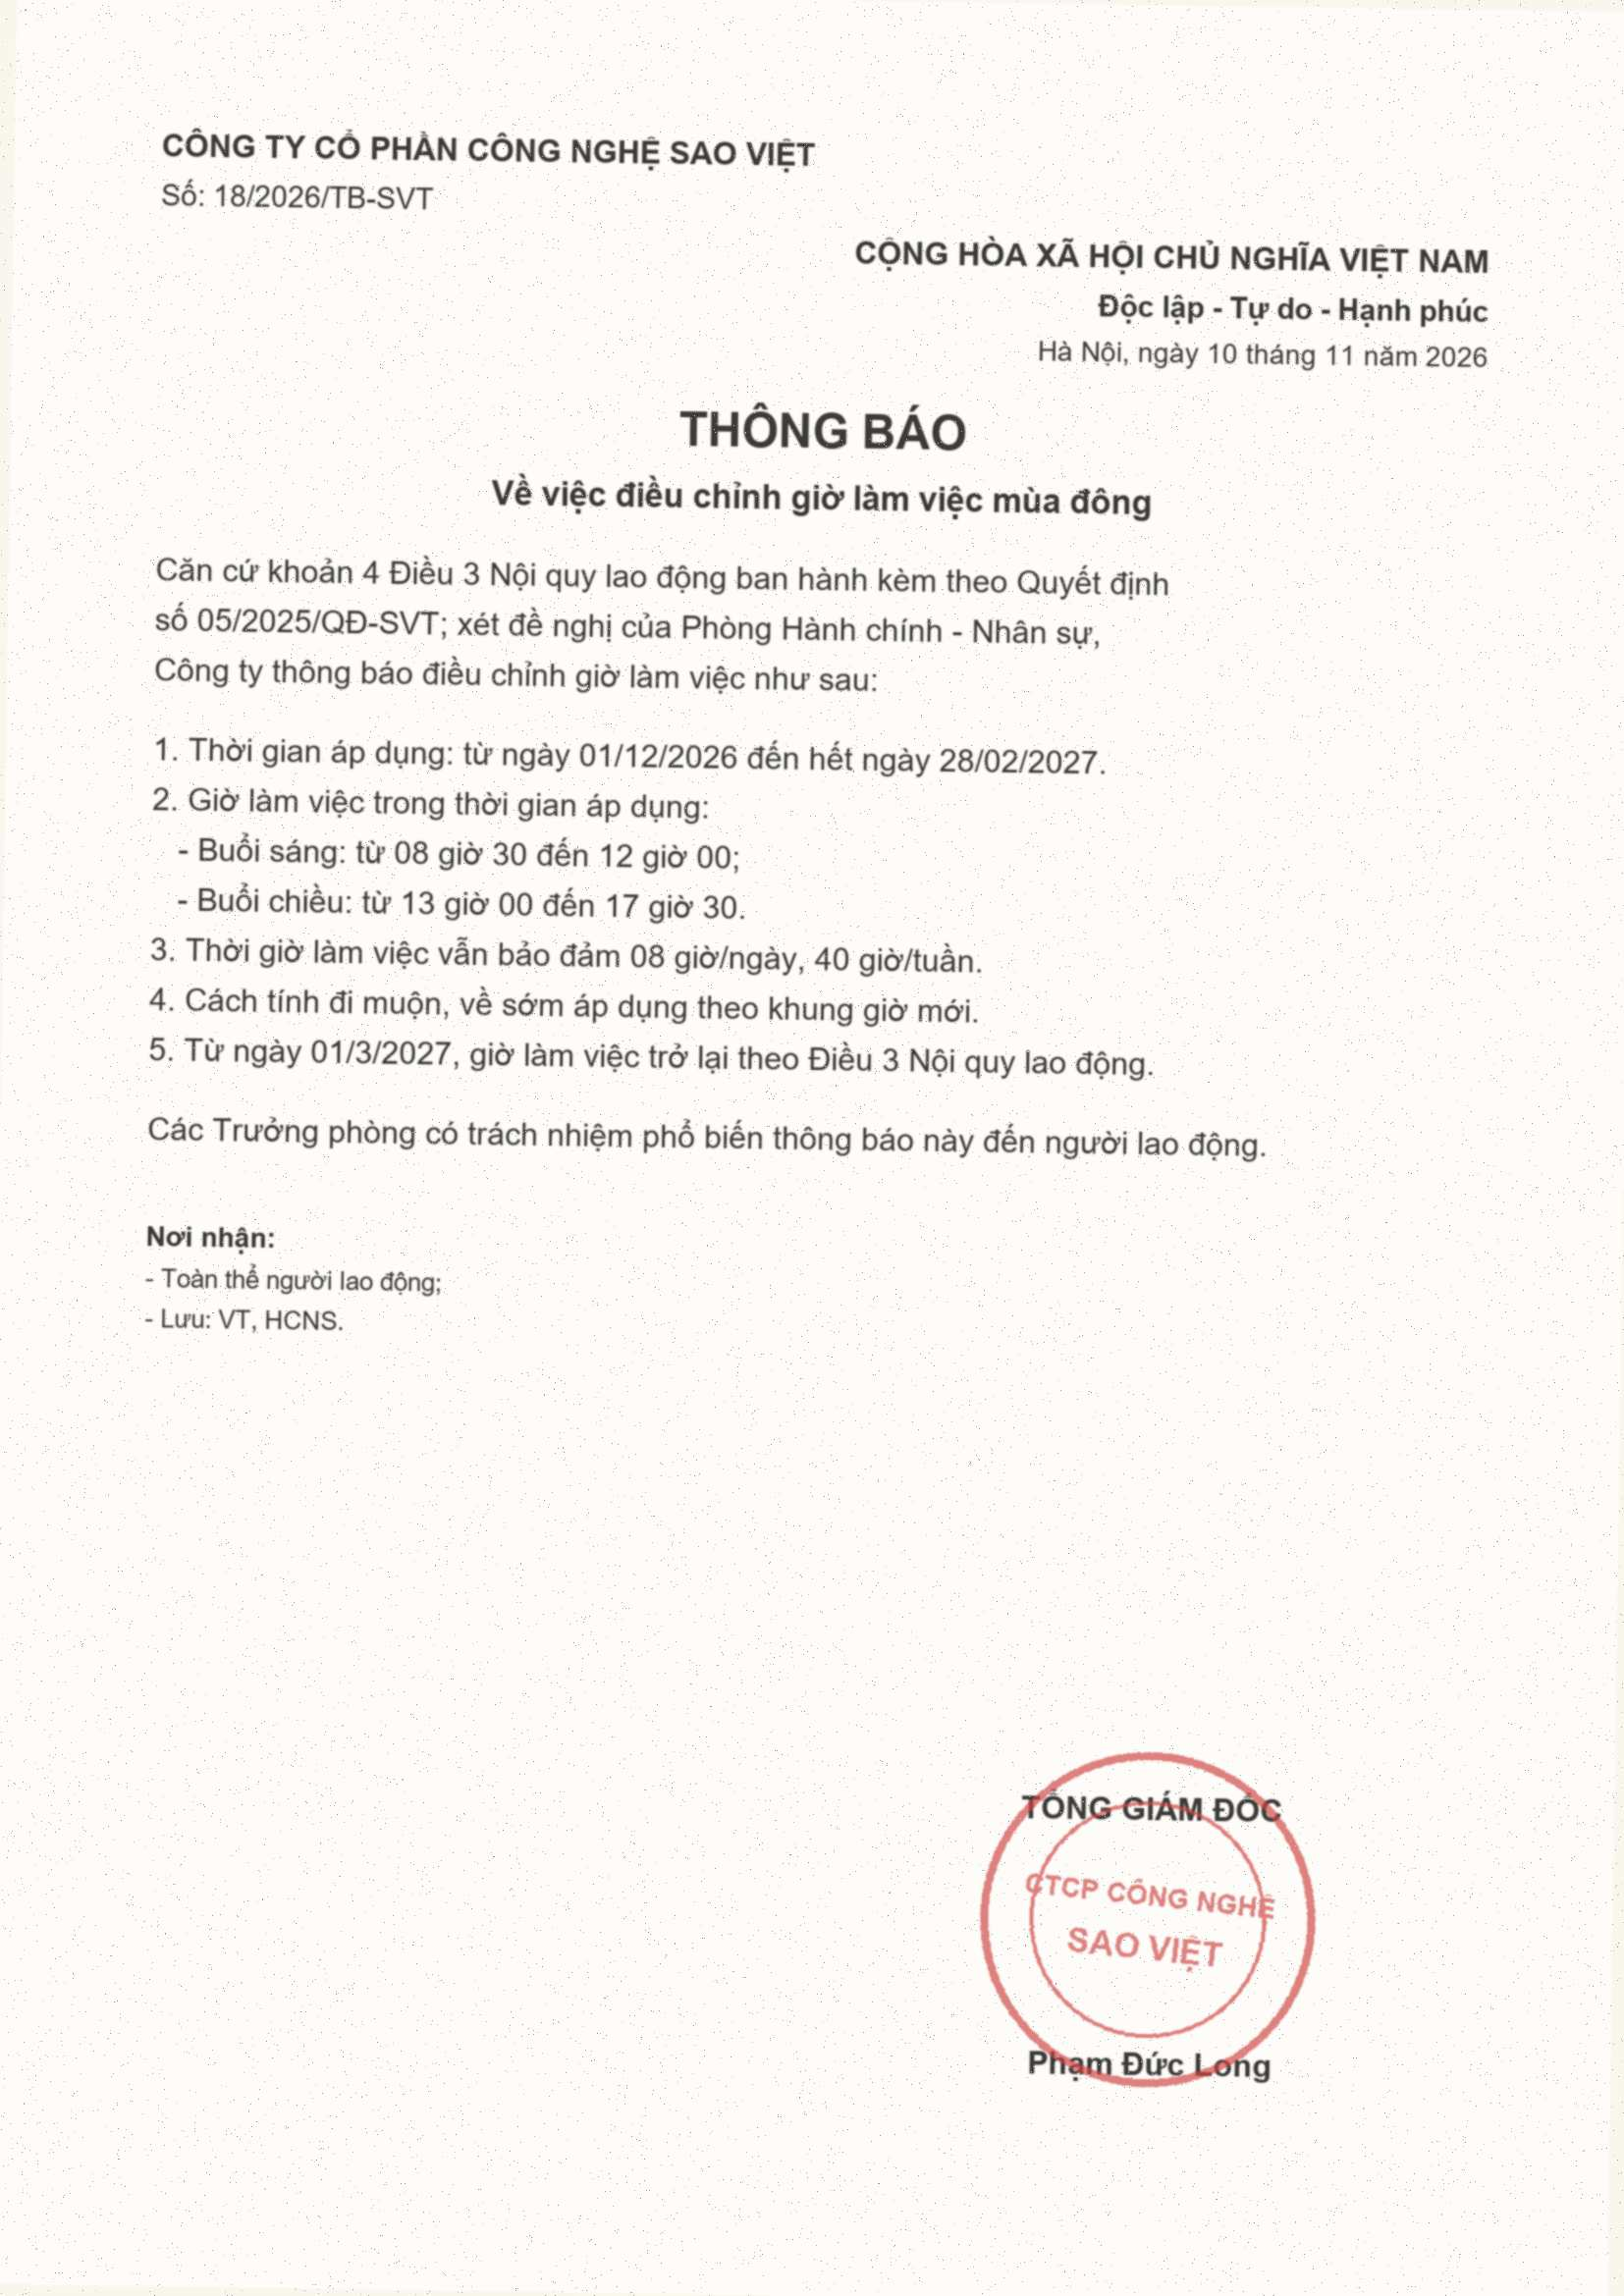 CÔNG TY CỔ PHẦN CÔNG NGHỆ SAO VIỆT
Số: 18/2026/TB-SVT
CỘNG HÒA XÃ HỘI CHỦ NGHĨA VIỆT NAM
Độc lập - Tự do - Hạnh phúc
Hà Nội, ngày 10 tháng 11 năm 2026
THÔNG BÁO
Về việc điều chỉnh giờ làm việc mùa đông
Căn cứ khoản 4 Điều 3 Nội quy lao động ban hành kèm theo Quyết định
số 05/2025/QĐ-SVT; xét đề nghị của Phòng Hành chính - Nhân sự,
Công ty thông báo điều chỉnh giờ làm việc như sau:
1. Thời gian áp dụng: từ ngày 01/12/2026 đến hết ngày 28/02/2027.
2. Giờ làm việc trong thời gian áp dụng:
- Buổi sáng: từ 08 giờ 30 đến 12 giờ 00;
- Buổi chiều: từ 13 giờ 00 đến 17 giờ 30.
3. Thời giờ làm việc vẫn bảo đảm 08 giờ/ngày, 40 giờ/tuần.
4. Cách tính đi muộn, về sớm áp dụng theo khung giờ mới.
5. Từ ngày 01/3/2027, giờ làm việc trở lại theo Điều 3 Nội quy lao động.
Các Trưởng phòng có trách nhiệm phổ biến thông báo này đến người lao động.
Nơi nhận:
- Toàn thể người lao động;
- Lưu: VT, HCNS.
TỔNG GIÁM ĐỐC
CTCP CÔNG NGHỆ
SAO VIỆT
Phạm Đức Long